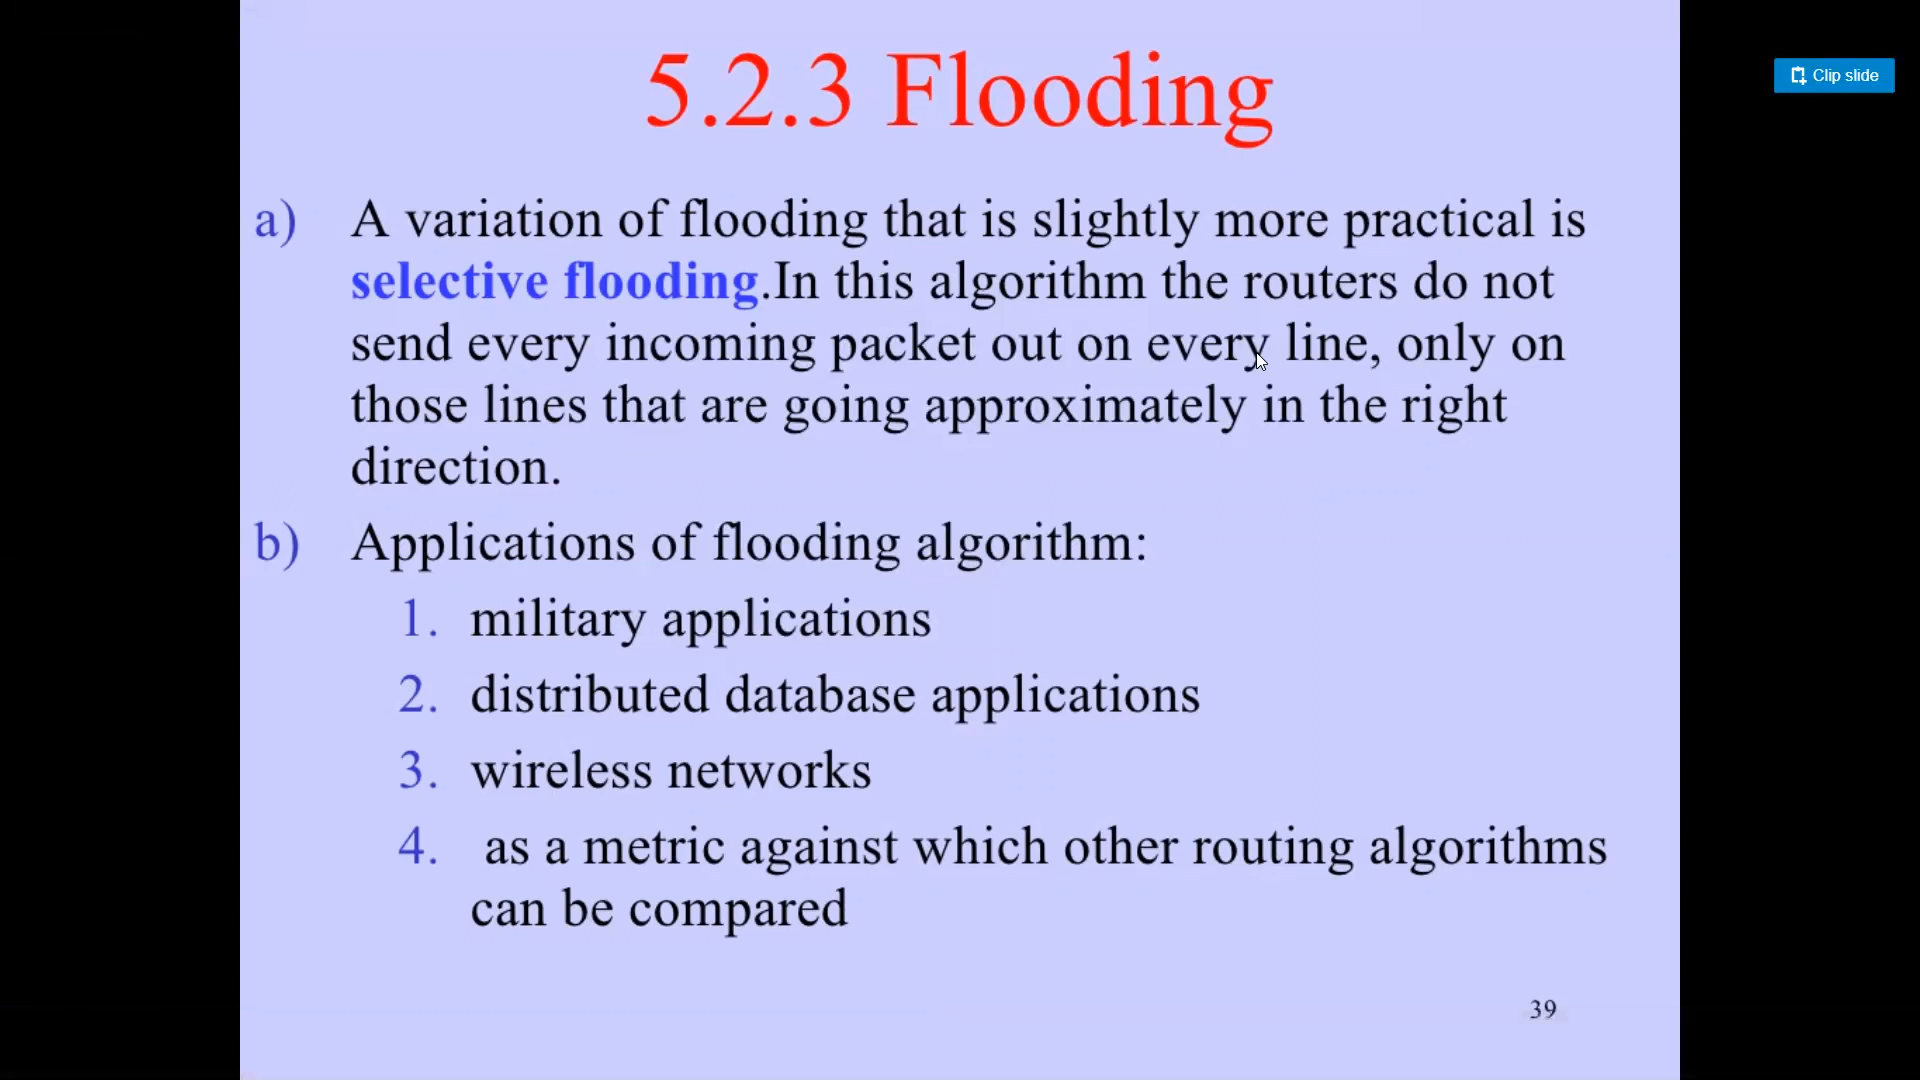 5.2.3 Flooding
Clip slide
a) A variation of flooding that is slightly more practical is
selective flooding.In this algorithm the routers do not
send every incoming packet out on every line, only on
those lines that are going approximately in the right
direction.
b) Applications of flooding algorithm:
1. military applications
2. distributed database applications
3. wireless networks
4. as a metric against which other routing algorithms
can be compared
39